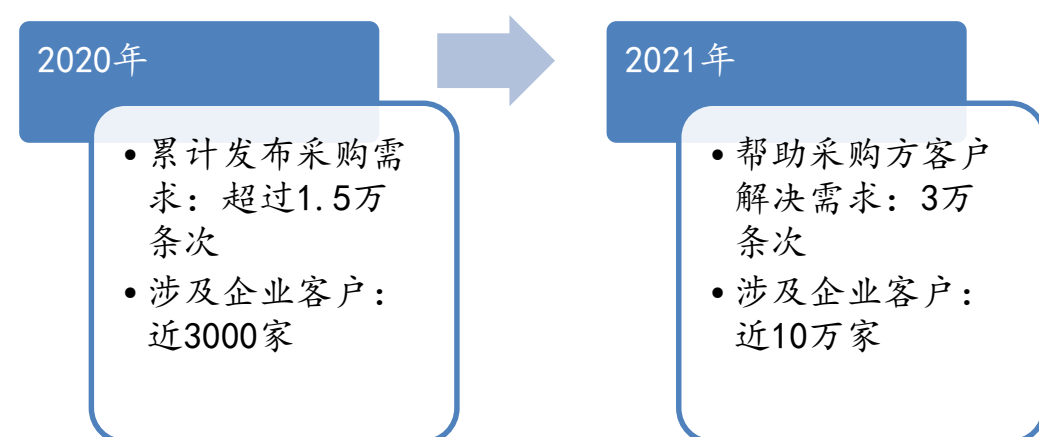 2020年
• 累计发布采购需
求：超过1.5万
条次
• 涉及企业客户：
近3000家
2021年
• 帮助采购方客户
解决需求：3万
条次
• 涉及企业客户：
近10万家